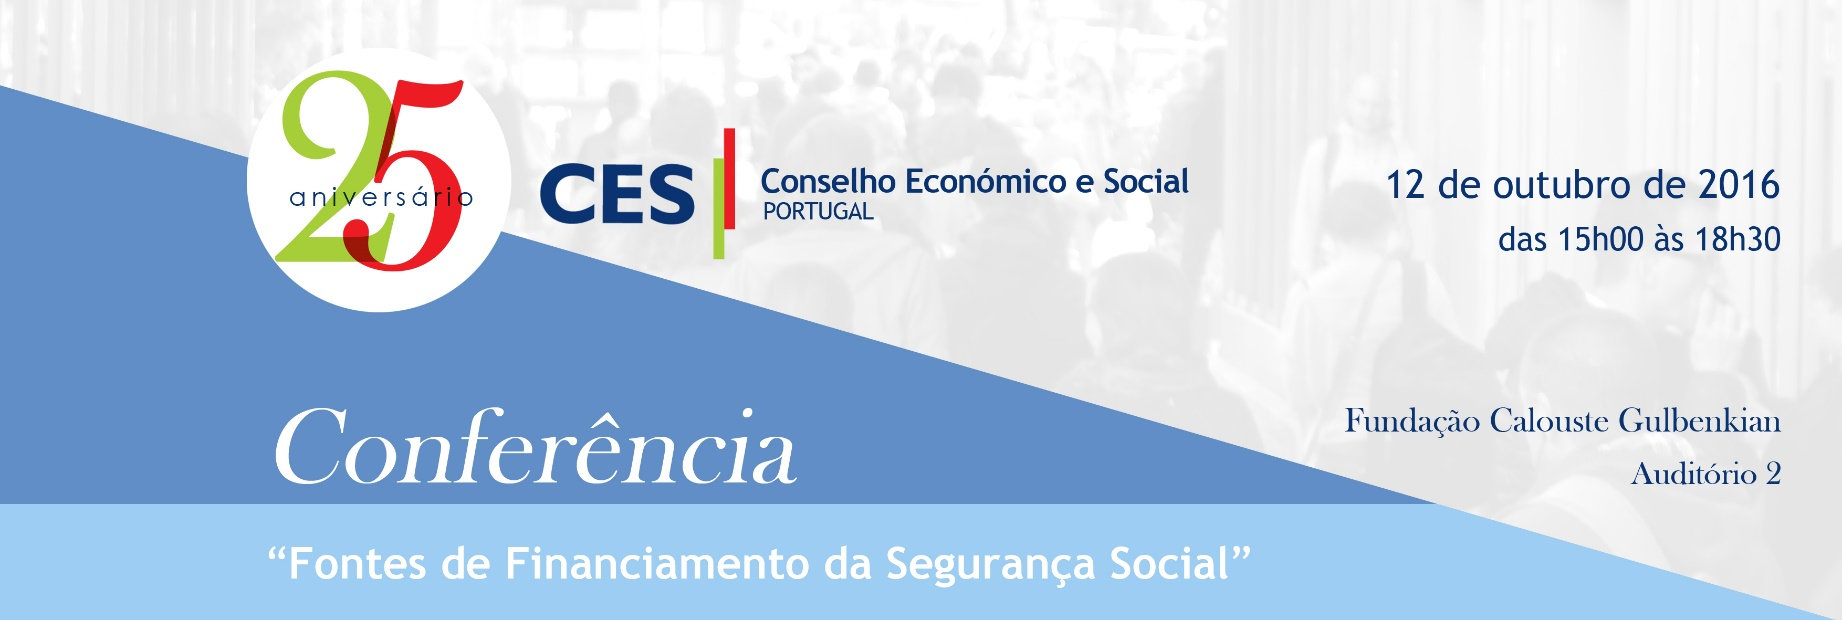 25
aniversário
CES
Conselho Económico e Social
PORTUGAL
12 de outubro de 2016
das 15h00 às 18h30
Conferência
Fundação Calouste Gulbenkian
Auditório 2
“Fontes de Financiamento da Segurança Social”